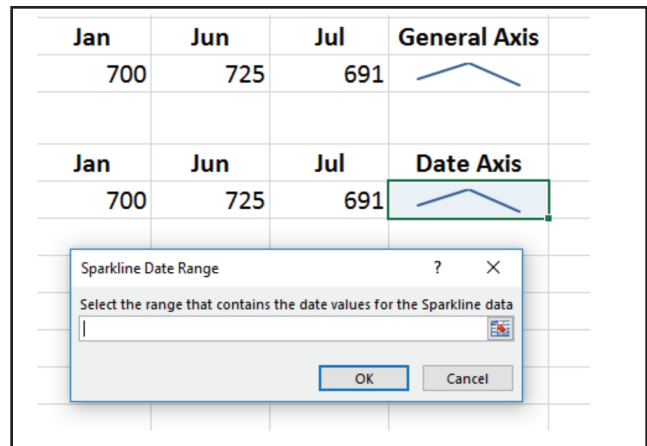 Jan Jun Jul General Axis
700 725 691
Jan Jun Jul Date Axis
700 725 691
Sparkline Date Range ?
Select the range that contains the date values for the Sparkline data
OK Cancel